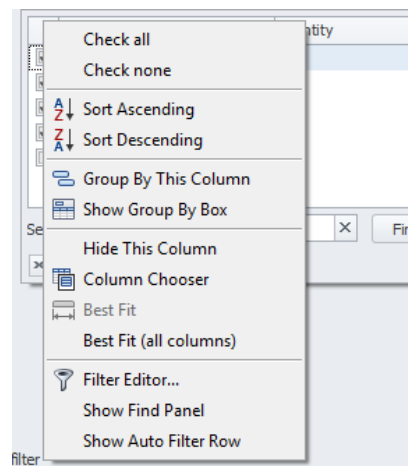 Check all
ntity
Check none
Sort Ascending
Sort Descending
Group By This Column
Show Group By Box
Se
Fin
Hide This Column
Column Chooser
Best Fit
Best Fit (all columns)
Filter Editor...
Show Find Panel
Show Auto Filter Row
filter